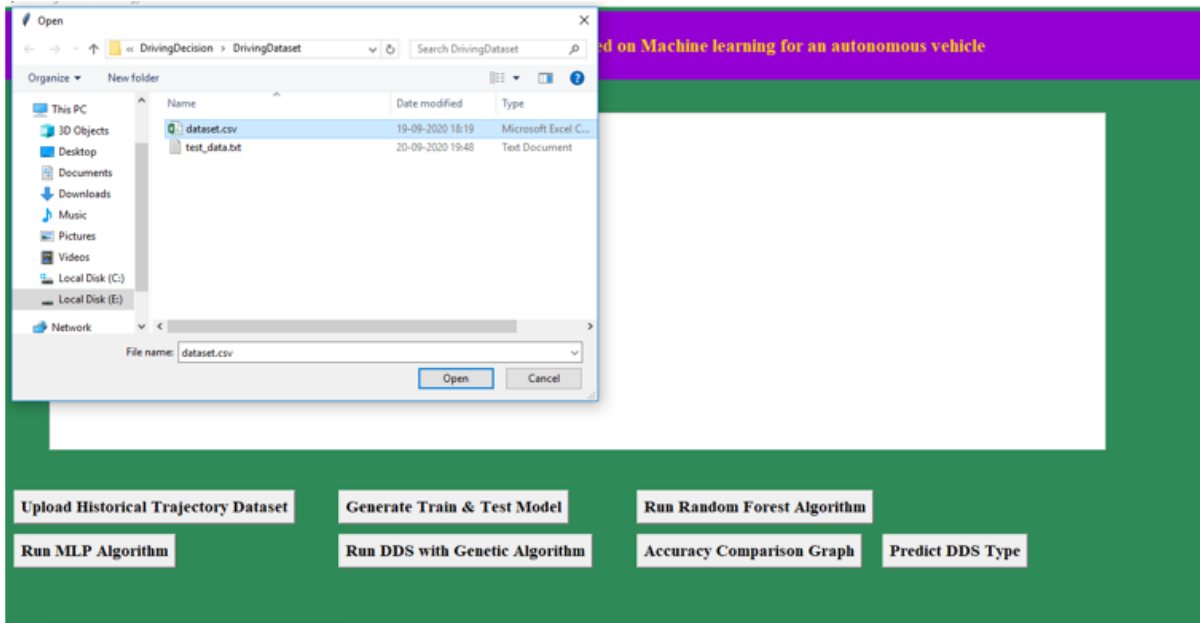 Open
ed on Machine learning for an autonomous vehicle
« DrivingDecision > DrivingDataset
Search DrivingDataset
Organize
New folder
Name
Date modified
Type
This PC
3D Objects
Desktop
Documents
Downloads
Music
Pictures
Videos
Local Disk (C:)
Local Disk (E:)
Network
dataset.csv 19-09-2020 18:19 Microsoft Excel C...
test_data.txt 20-09-2020 19:48 Text Document
File name: dataset.csv
Open
Cancel
Upload Historical Trajectory Dataset
Generate Train & Test Model
Run Random Forest Algorithm
Run MLP Algorithm
Run DDS with Genetic Algorithm
Accuracy Comparison Graph
Predict DDS Type